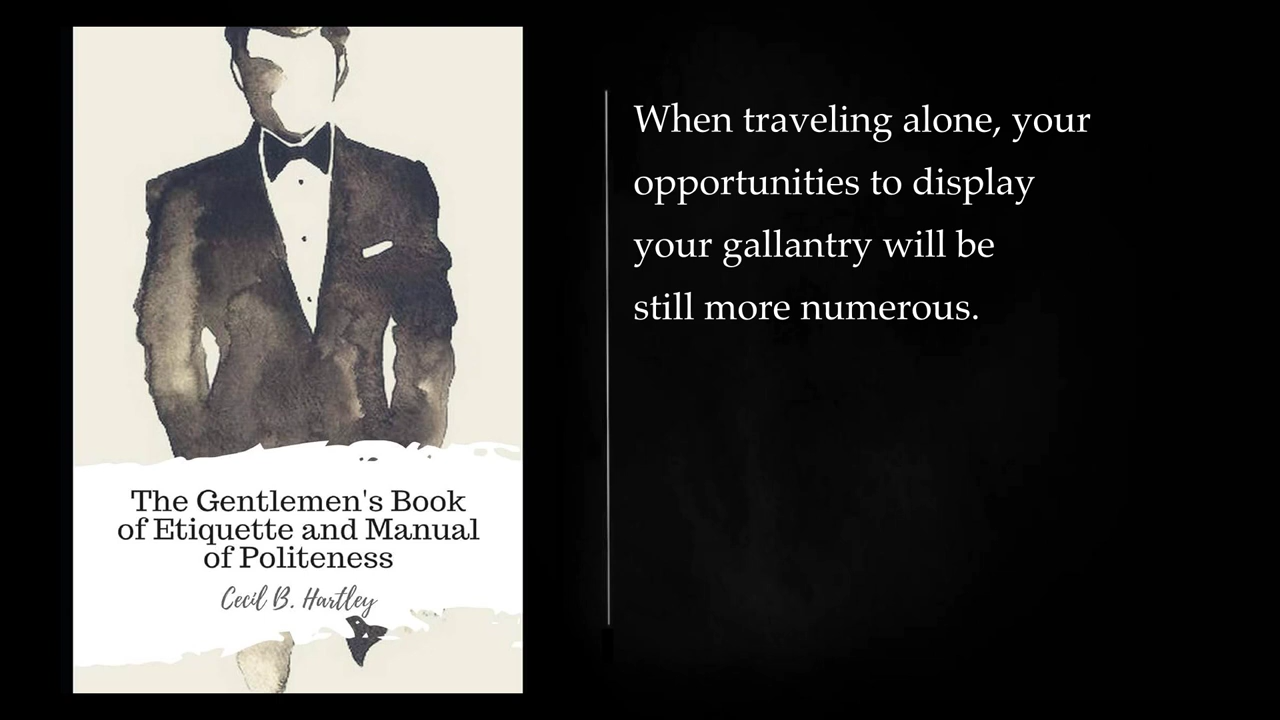 The Gentlemen's Book
of Etiquette and Manual
of Politeness
Cecil B. Hartley
When traveling alone, your
opportunities to display
your gallantry will be
still more numerous.